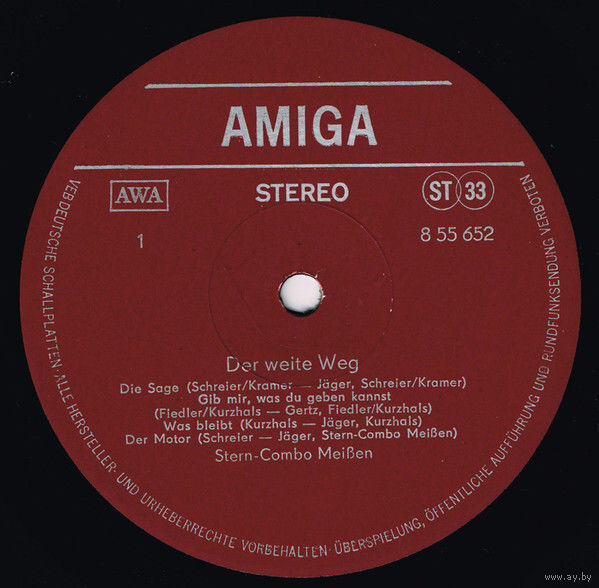 AMIGA
AWA
STEREO
ST 33
1
8 55 652
Der weite Weg
Die Sage (Schreier/Kramer — Jäger, Schreier/Kramer)
Gib mir, was du geben kannst
(Fiedler/Kurzhals — Gertz, Fiedler/Kurzhals)
Was bleibt (Kurzhals — Jäger, Kurzhals)
Der Motor (Schreier — Jäger, Stern-Combo Meißen)
Stern-Combo Meißen
VEB DEUTSCHE SCHALLPLATTEN · ALLE HERSTELLER- UND URHEBERRECHTE VORBEHALTEN · ÜBERSPIELUNG, ÖFFENTLICHE AUFFÜHRUNG UND RUNDFUNKSENDUNG VERBOTEN
www.ay.by